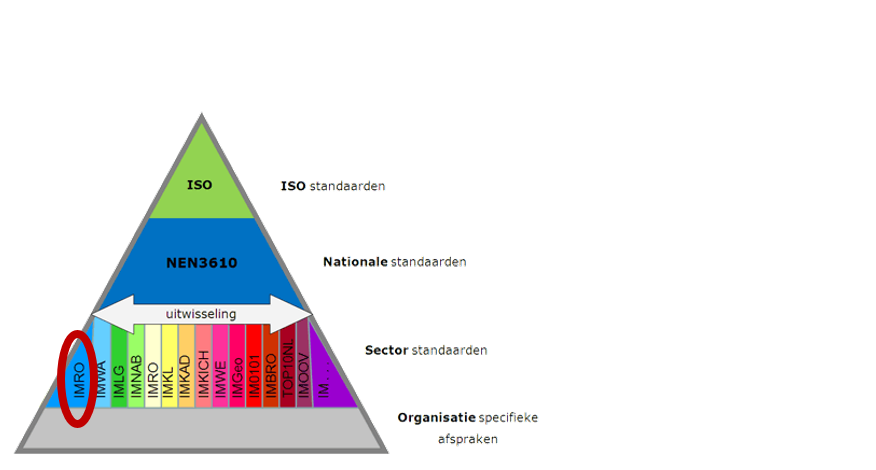 ISO
ISO standaarden
NEN3610
Nationale standaarden
uitwisseling
Sector standaarden
IMRO
IMWA
IMLG
IMNAB
IMRO
IMKL
IMKAD
IMKICH
IMWE
IMGeo
IM0101
IMBRO
TOP10NL
IMOOV
IM....
Organisatie specifieke
afspraken